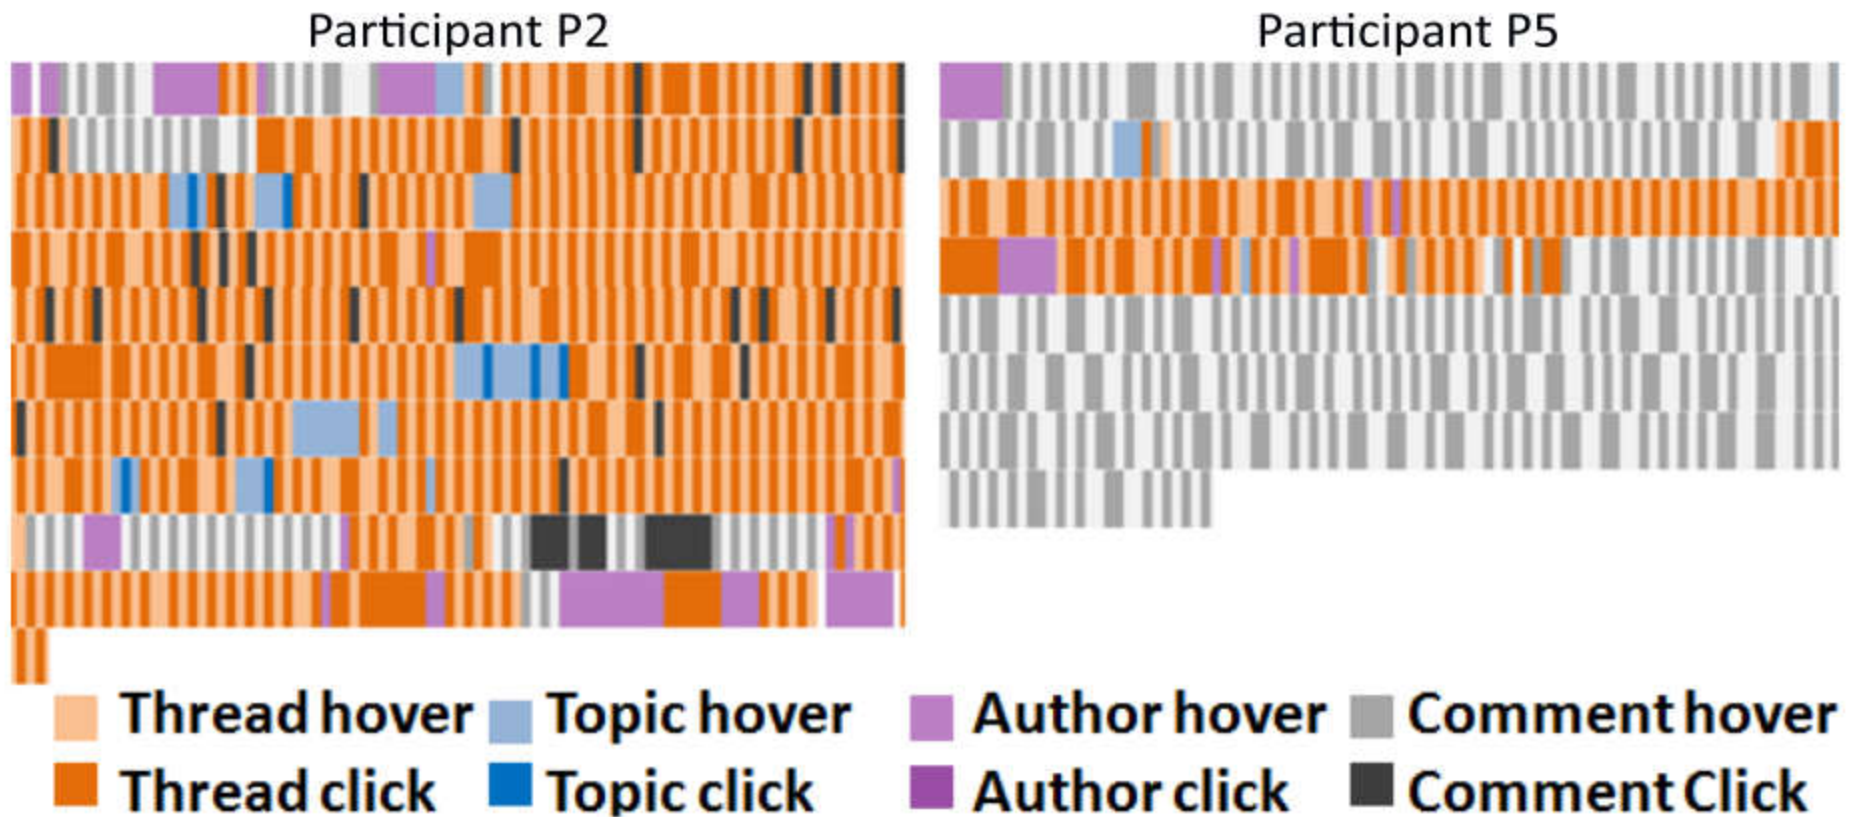 Participant P2 Participant P5
Thread hover Topic hover Author hover Comment hover
Thread click Topic click Author click Comment Click